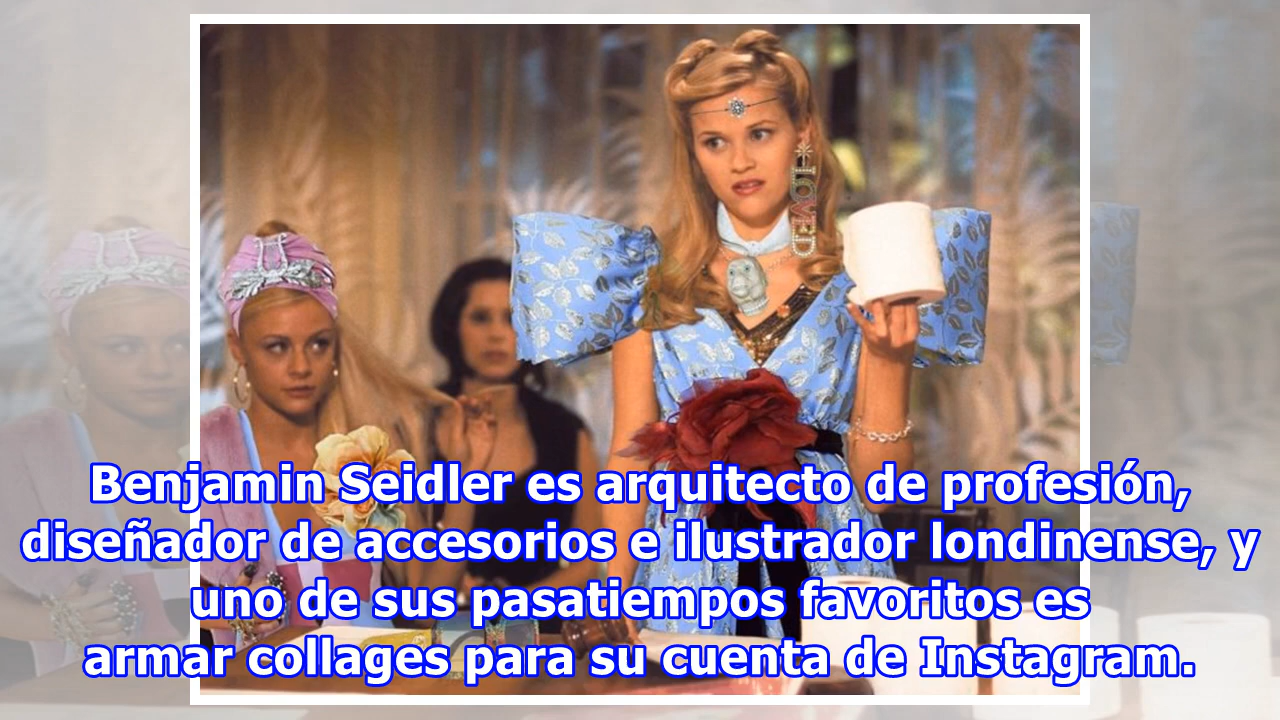 LOVED
Benjamin Seidler es arquitecto de profesión,
diseñador de accesorios e ilustrador londinense, y
uno de sus pasatiempos favoritos es
armar collages para su cuenta de Instagram.